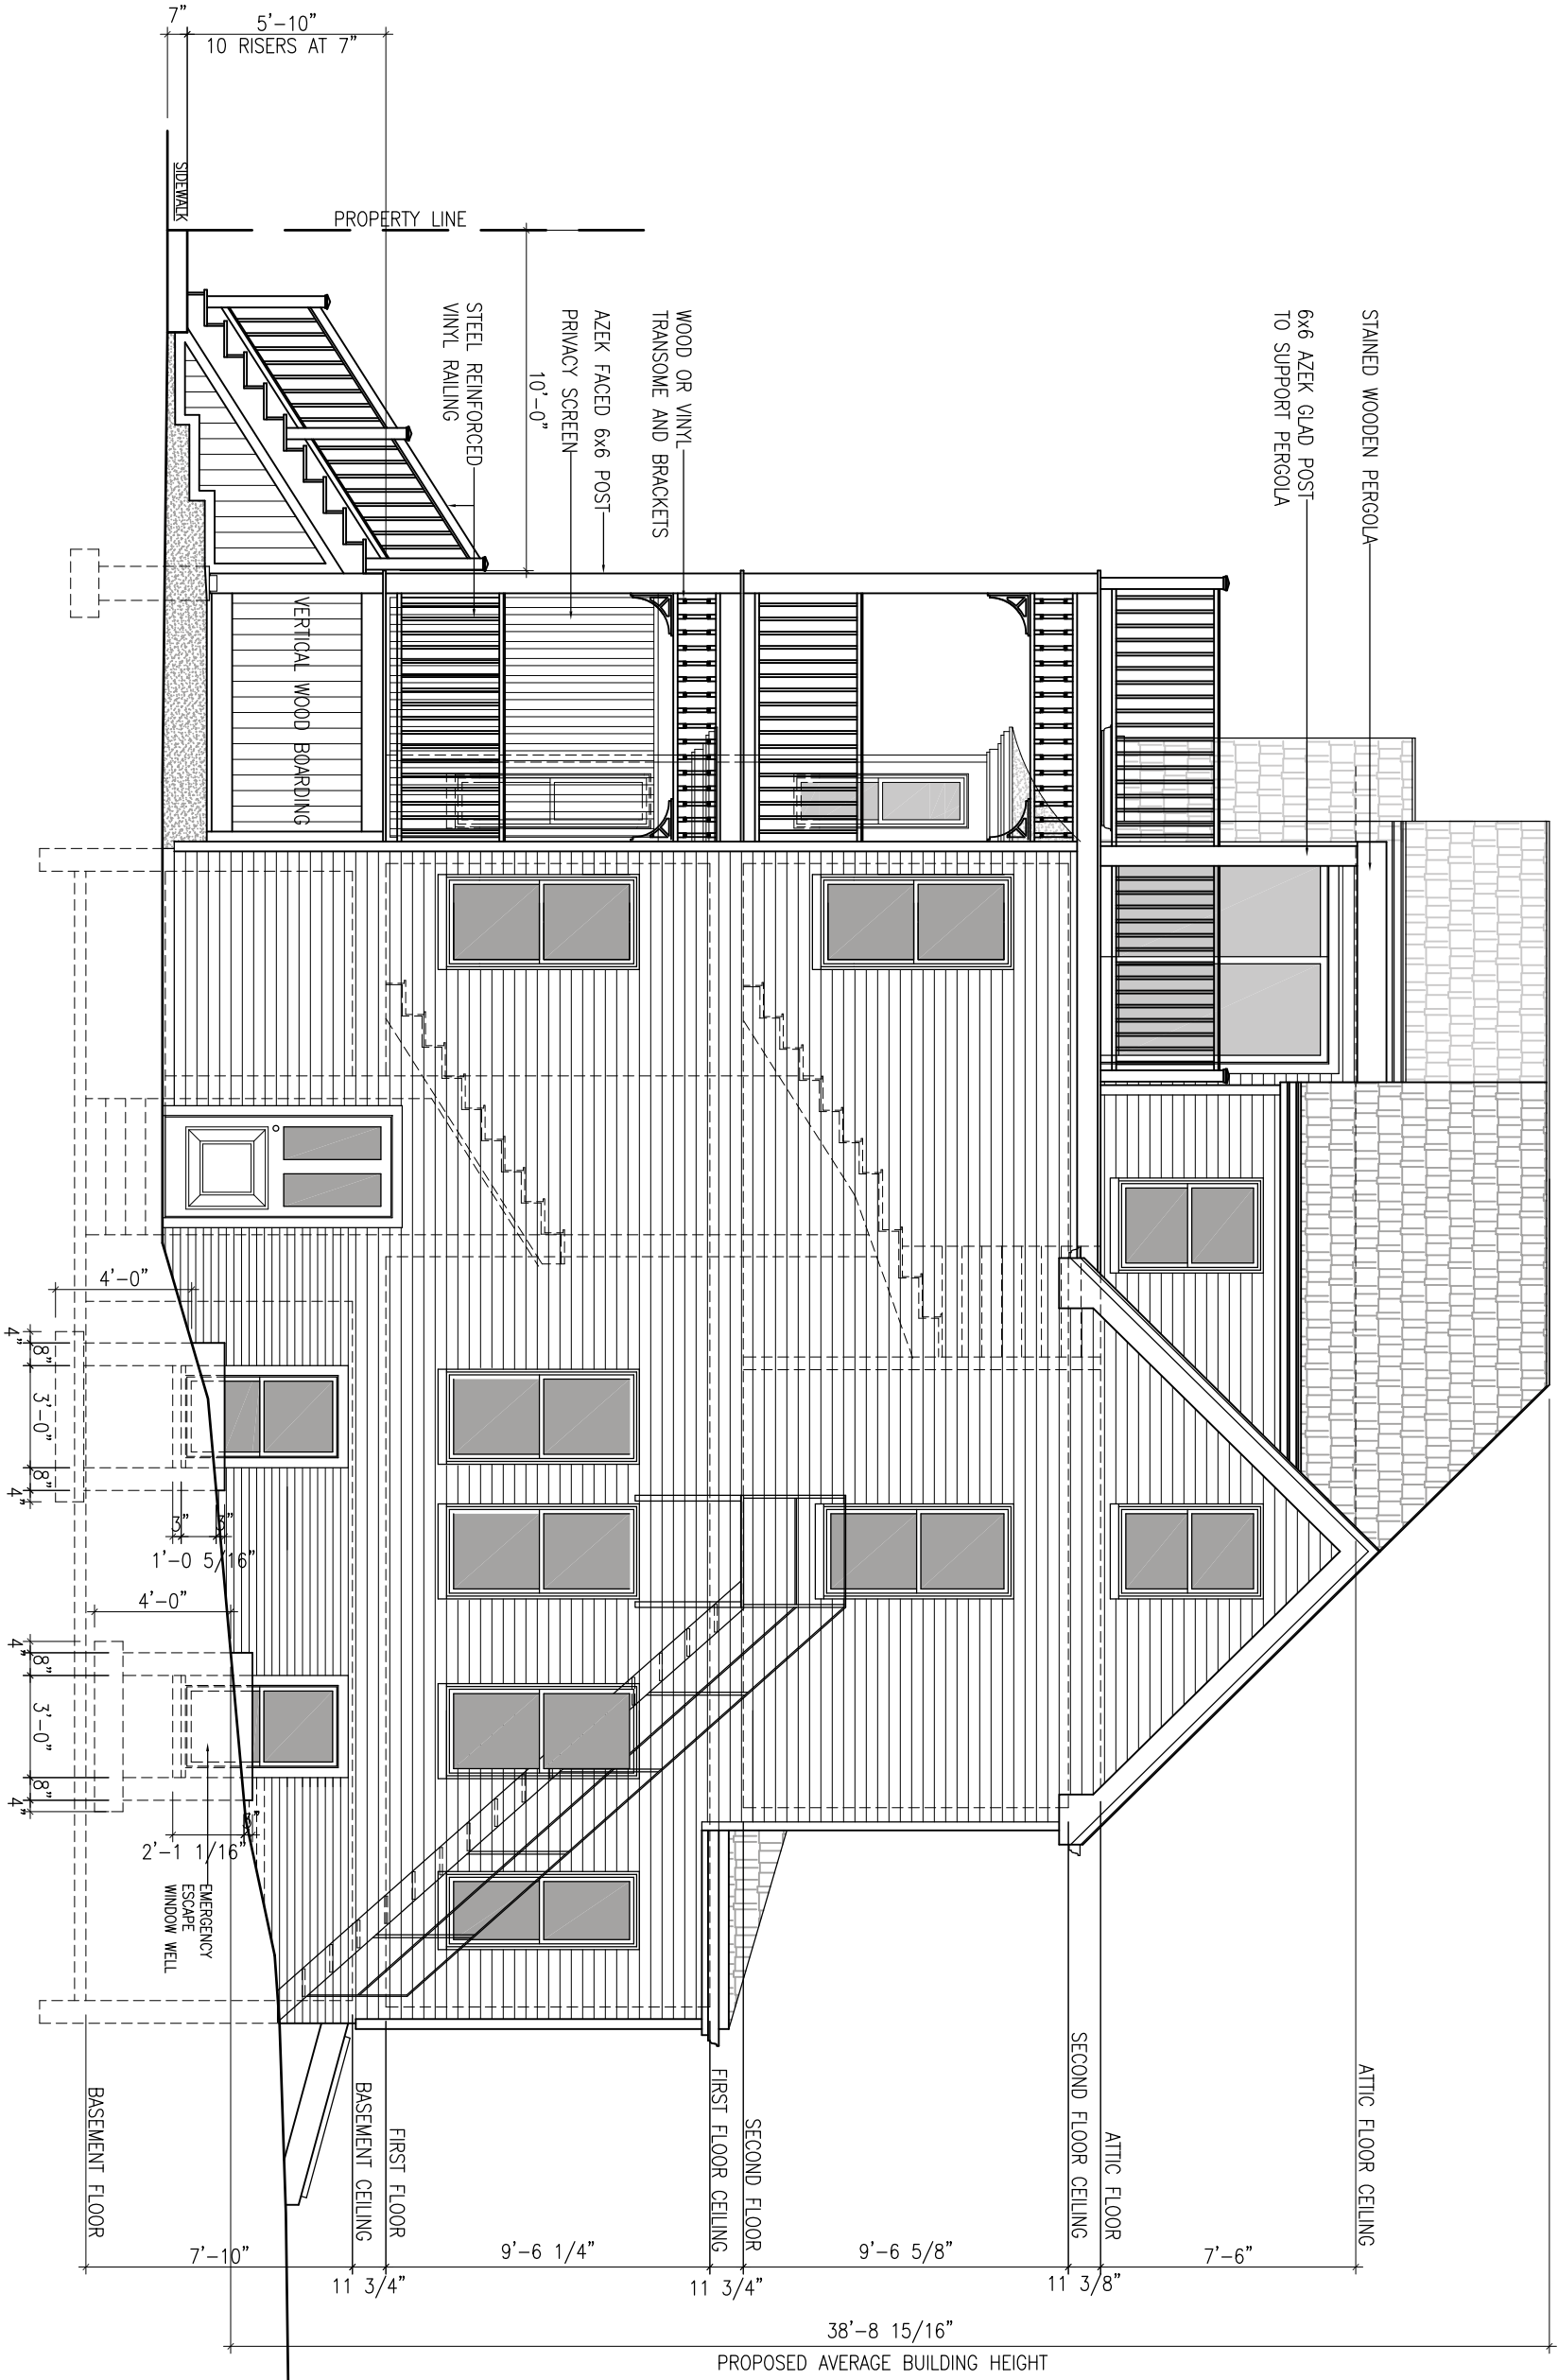 7"
5'-10"
10 RISERS AT 7"
SIDEWALK
PROPERTY LINE
10'-0"
STAINED WOODEN PERGOLA
6x6 AZEK GLAD POST
TO SUPPORT PERGOLA
WOOD OR VINYL
TRANSOME AND BRACKETS
AZEK FACED 6x6 POST
PRIVACY SCREEN
STEEL REINFORCED
VINYL RAILING
VERTICAL WOOD BOARDING
4'-0"
4"
8"
3'-0"
8"
4"
3"
3"
1'-0 5/16"
4'-0"
4"
8"
3'-0"
8"
4"
2'-1 1/16"
EMERGENCY
ESCAPE
WINDOW WELL
ATTIC FLOOR CEILING
ATTIC FLOOR
SECOND FLOOR CEILING
SECOND FLOOR
FIRST FLOOR CEILING
FIRST FLOOR
BASEMENT CEILING
BASEMENT FLOOR
7'-10"
11 3/4"
9'-6 1/4"
11 3/4"
9'-6 5/8"
11 3/8"
7'-6"
38'-8 15/16"
PROPOSED AVERAGE BUILDING HEIGHT